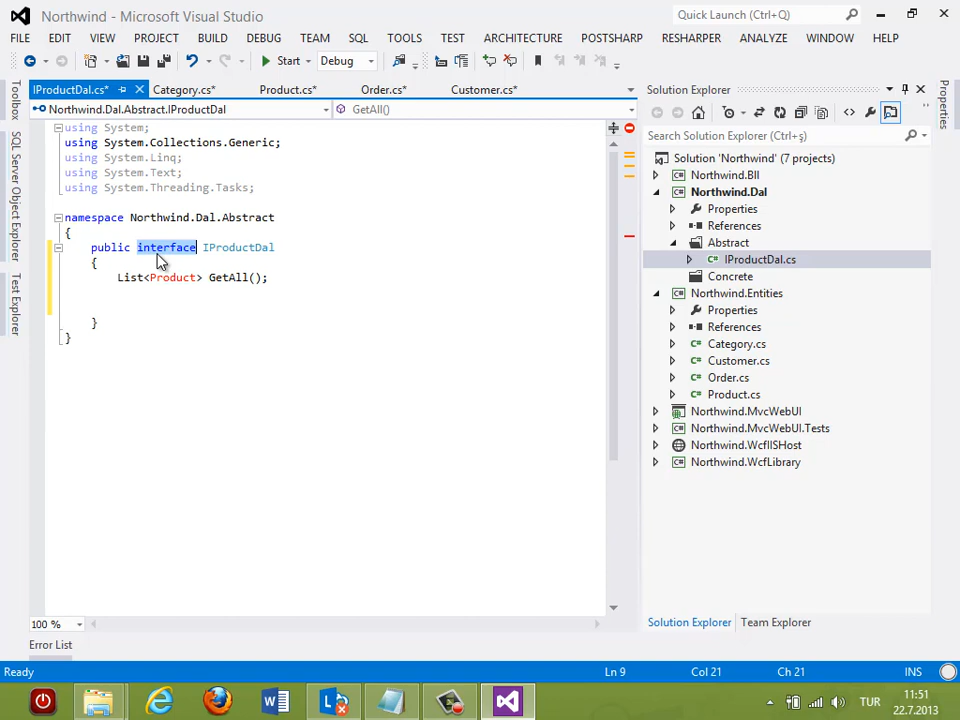 Northwind - Microsoft Visual Studio
Quick Launch (Ctrl+Q)
FILE EDIT VIEW PROJECT BUILD DEBUG TEAM SQL TOOLS TEST ARCHITECTURE POSTSHARP RESHARPER ANALYZE WINDOW HELP
Start Debug
Toolbox
SQL Server Object Explorer
Test Explorer
IProductDal.cs* Category.cs* Product.cs* Order.cs* Customer.cs*
Northwind.Dal.Abstract.IProductDal GetAll()
using System;
using System.Collections.Generic;
using System.Linq;
using System.Text;
using System.Threading.Tasks;
namespace Northwind.Dal.Abstract
{
public interface IProductDal
{
List<Product> GetAll();
}
}
100 %
Solution Explorer
Search Solution Explorer (Ctrl+ş)
Solution 'Northwind' (7 projects)
Northwind.Bll
Northwind.Dal
Properties
References
Abstract
IProductDal.cs
Concrete
Northwind.Entities
Properties
References
Category.cs
Customer.cs
Order.cs
Product.cs
Northwind.MvcWebUI
Northwind.MvcWebUI.Tests
Northwind.WcfIISHost
Northwind.WcfLibrary
Solution Explorer Team Explorer
Properties
Error List
Ready Ln 9 Col 21 Ch 21 INS
TUR
11:51
22.7.2013